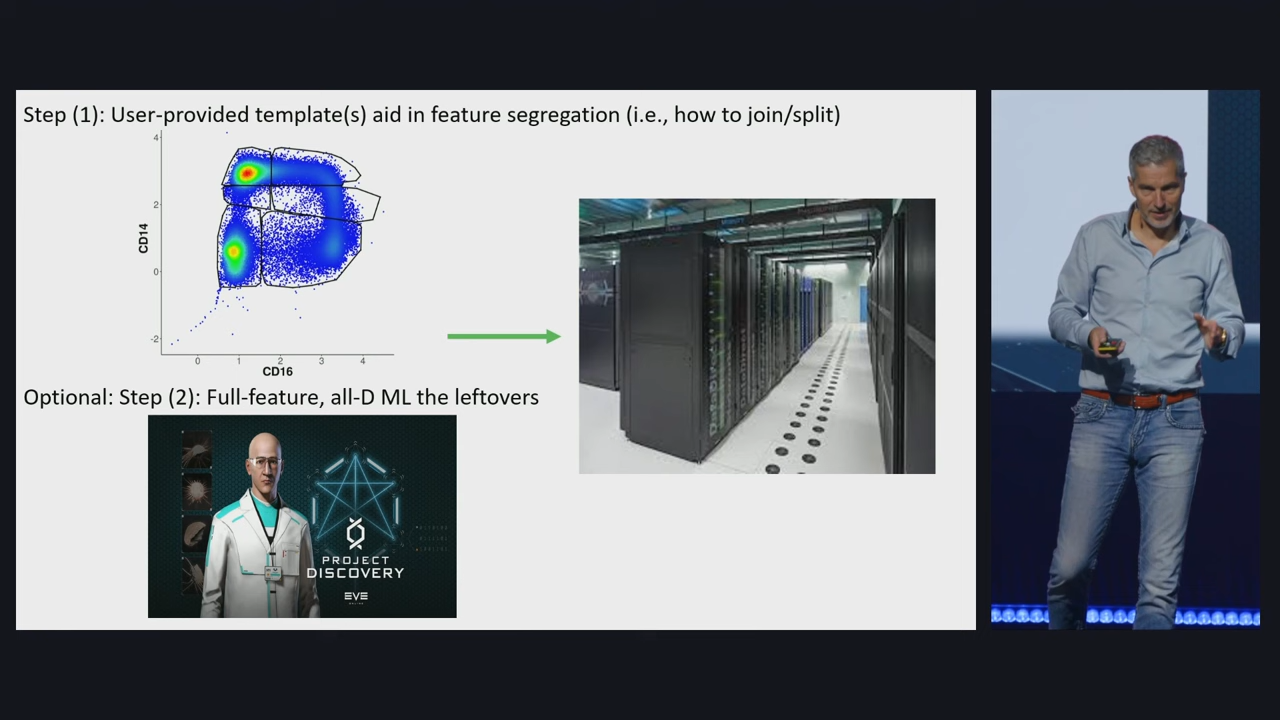 Step (1): User-provided template(s) aid in feature segregation (i.e., how to join/split)
4
2
0
-2
CD14
0 1 2 3 4
CD16
Optional: Step (2): Full-feature, all-D ML the leftovers
PROJECT
DISCOVERY
EVE